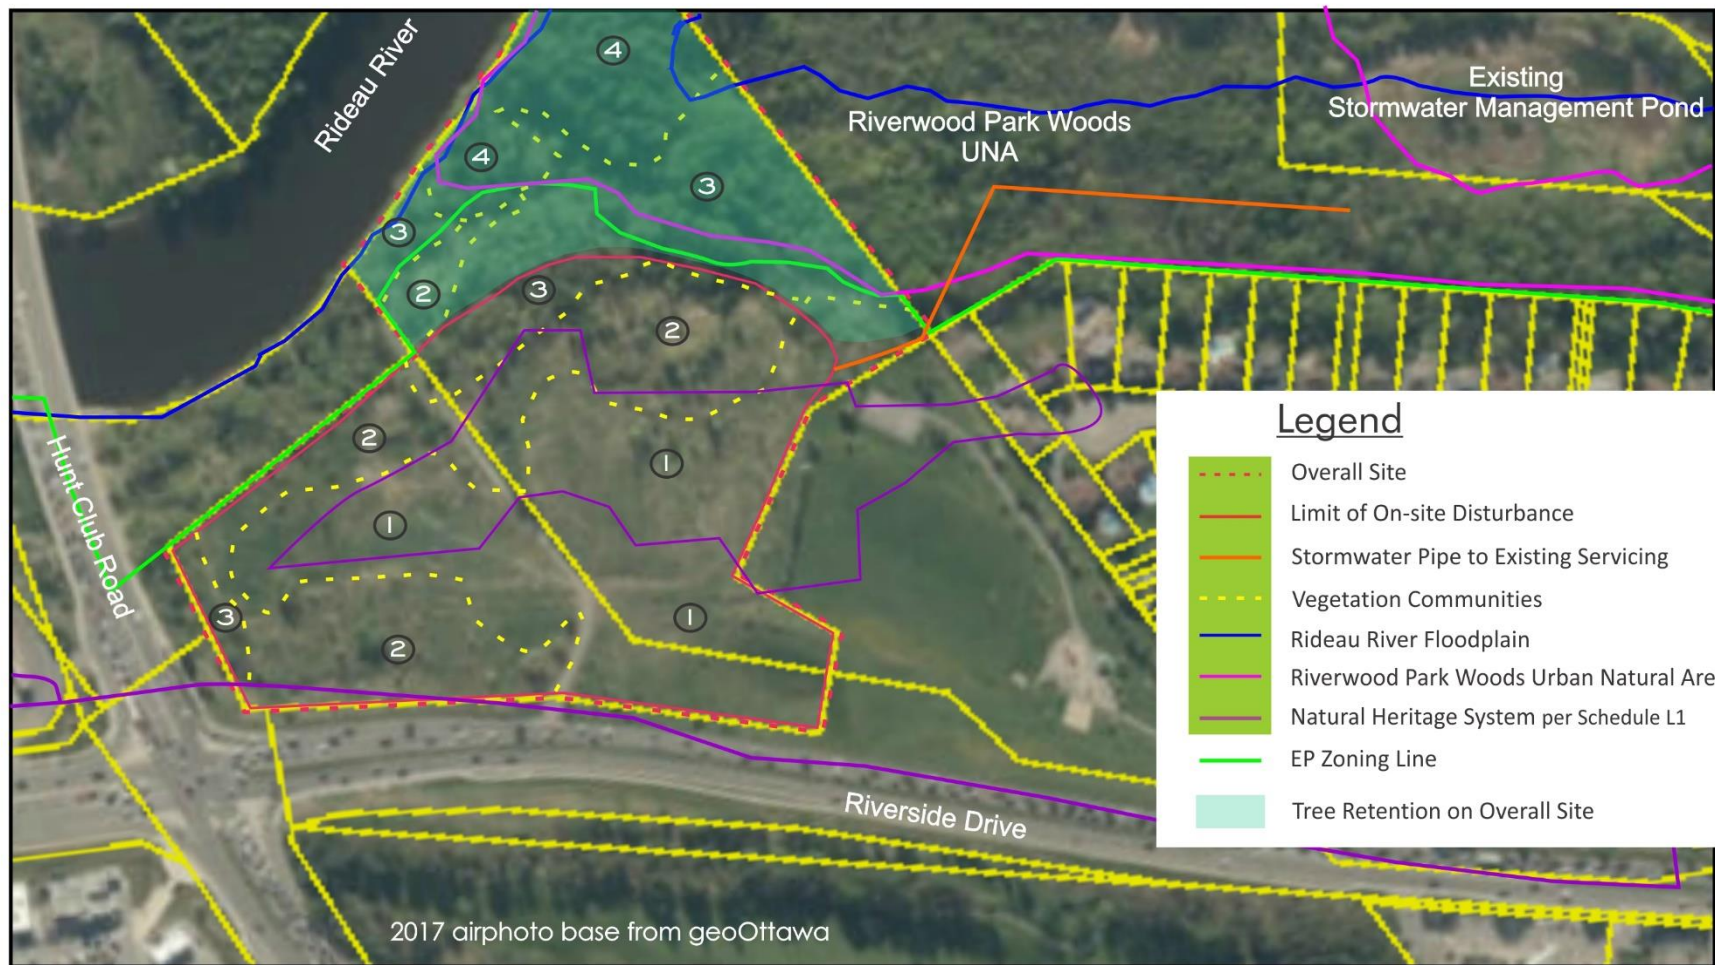 Rideau River
4
Existing
Stormwater Management Pond
Riverwood Park Woods
UNA
4
3
3
2
3
2
2
1
1
3
1
2
Hunt Club Road
Riverside Drive
2017 airphoto base from geoOttawa
Legend
Overall Site
Limit of On-site Disturbance
Stormwater Pipe to Existing Servicing
Vegetation Communities
Rideau River Floodplain
Riverwood Park Woods Urban Natural Are
Natural Heritage System per Schedule L1
EP Zoning Line
Tree Retention on Overall Site